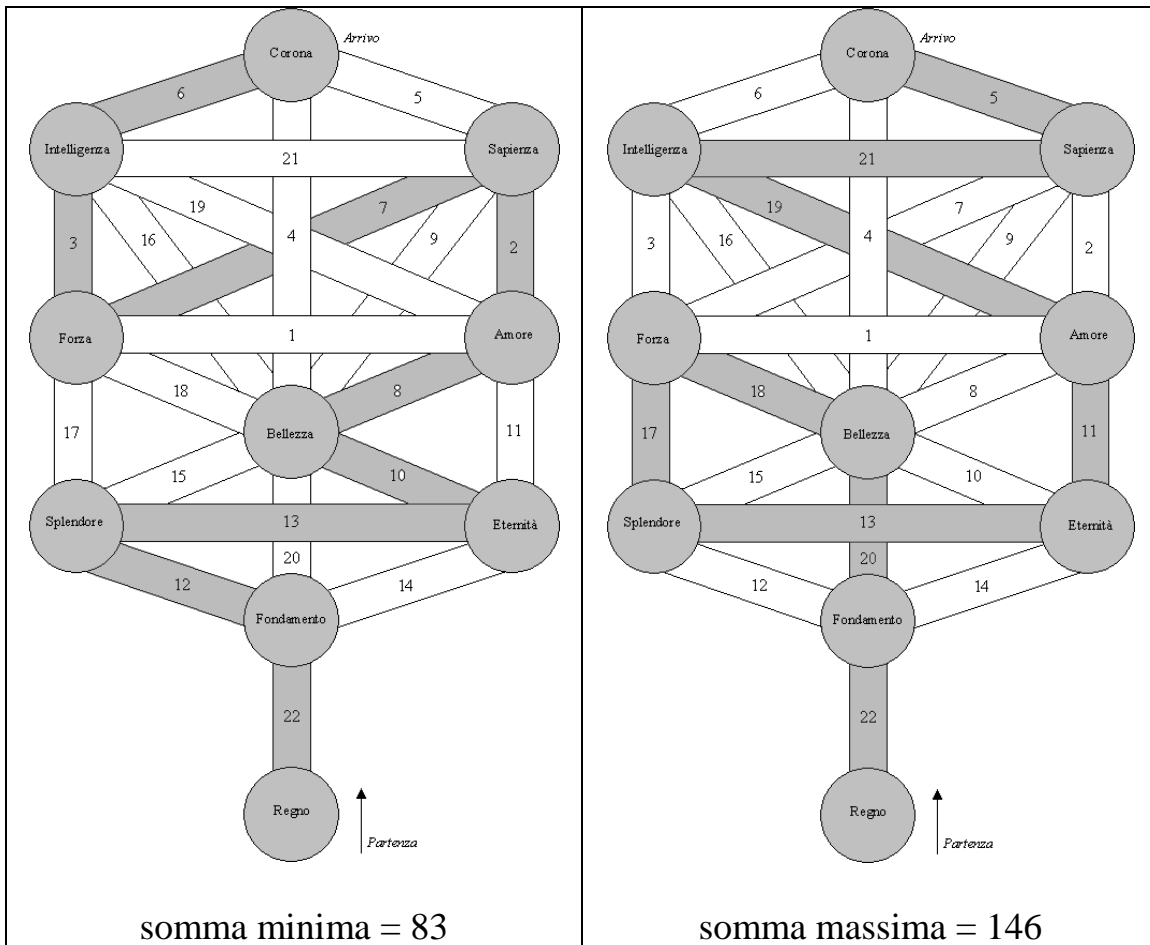 Corona
Arrivo
6
5
Intelligenza
Sapienza
21
19
7
3
16
4
9
2
Forza
Amore
1
18
8
17
Bellezza
11
15
10
Splendore
13
Eternità
20
12
14
Fondamento
22
Regno
Partenza
somma minima = 83
Corona
Arrivo
6
5
Intelligenza
Sapienza
21
19
7
3
16
4
9
2
Forza
Amore
1
18
8
17
Bellezza
11
15
10
Splendore
13
Eternità
20
12
14
Fondamento
22
Regno
Partenza
somma massima = 146